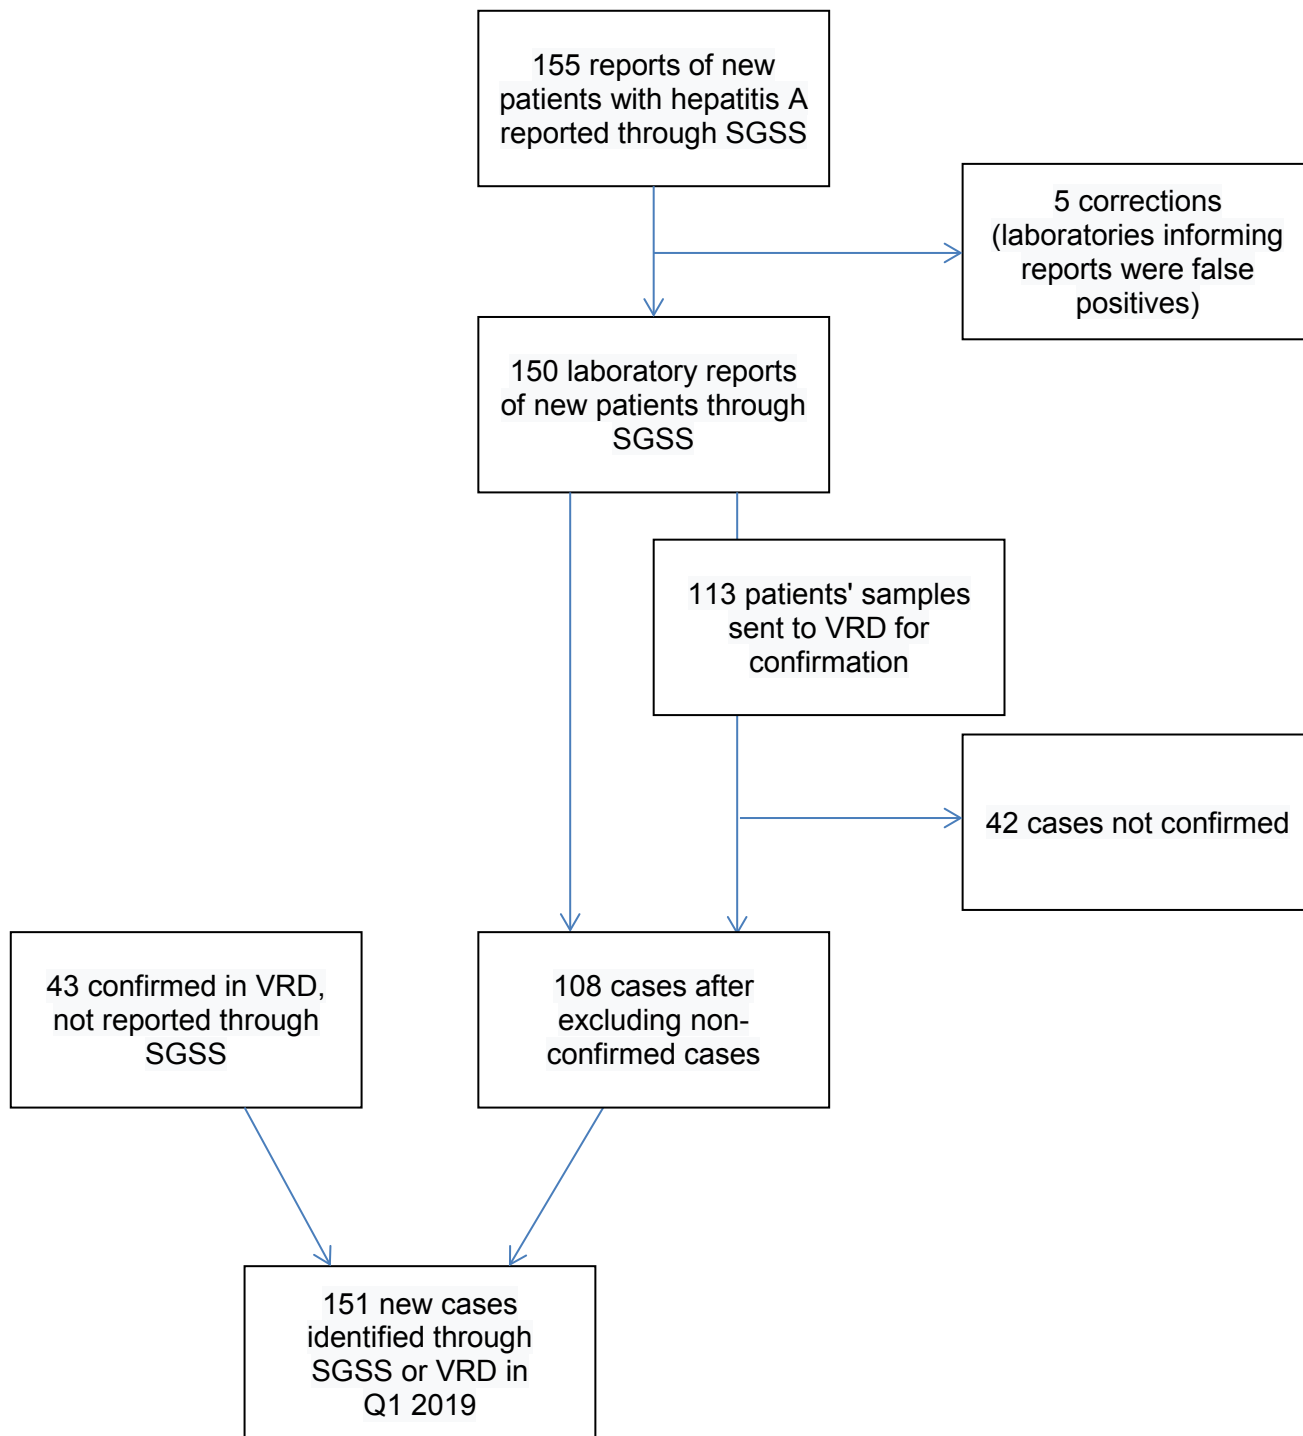 155 reports of new
patients with hepatitis A
reported through SGSS
5 corrections
(laboratories informing
reports were false
positives)
150 laboratory reports
of new patients through
SGSS
113 patients' samples
sent to VRD for
confirmation
42 cases not confirmed
43 confirmed in VRD,
not reported through
SGSS
108 cases after
excluding non-
confirmed cases
151 new cases
identified through
SGSS or VRD in
Q1 2019